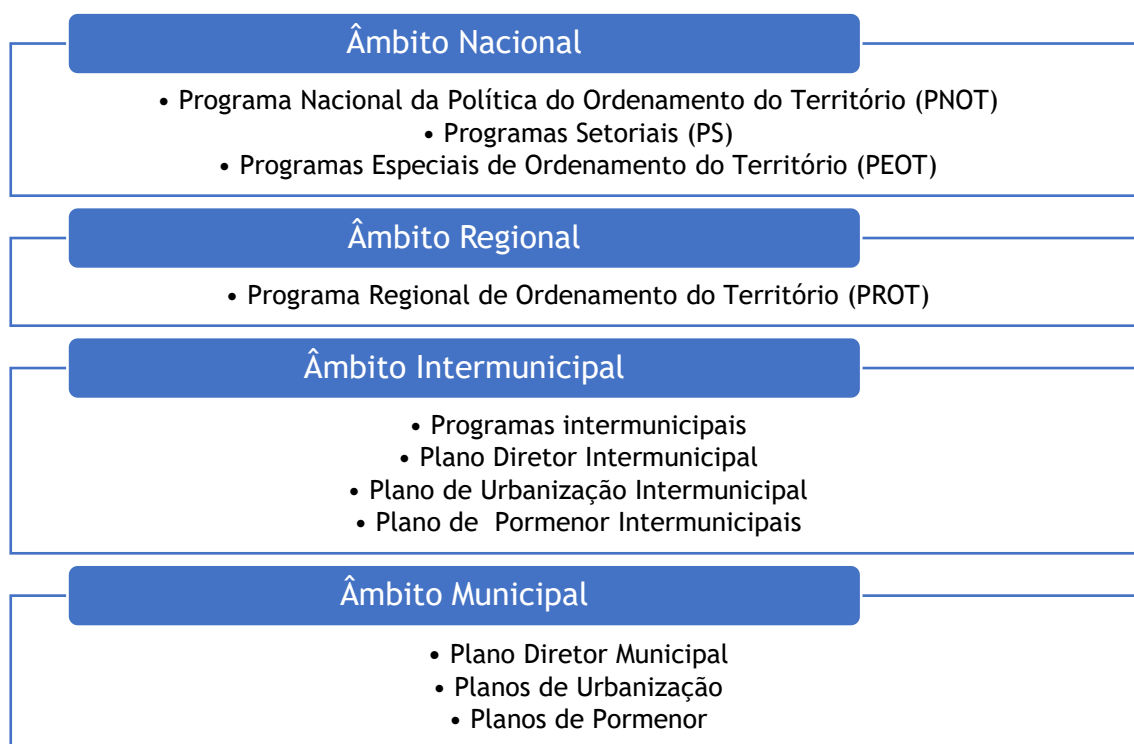 Âmbito Nacional
• Programa Nacional da Política do Ordenamento do Território (PNOT)
• Programas Setoriais (PS)
• Programas Especiais de Ordenamento do Território (PEOT)
Âmbito Regional
• Programa Regional de Ordenamento do Território (PROT)
Âmbito Intermunicipal
• Programas intermunicipais
• Plano Diretor Intermunicipal
• Plano de Urbanização Intermunicipal
• Plano de Pormenor Intermunicipais
Âmbito Municipal
• Plano Diretor Municipal
• Planos de Urbanização
• Planos de Pormenor